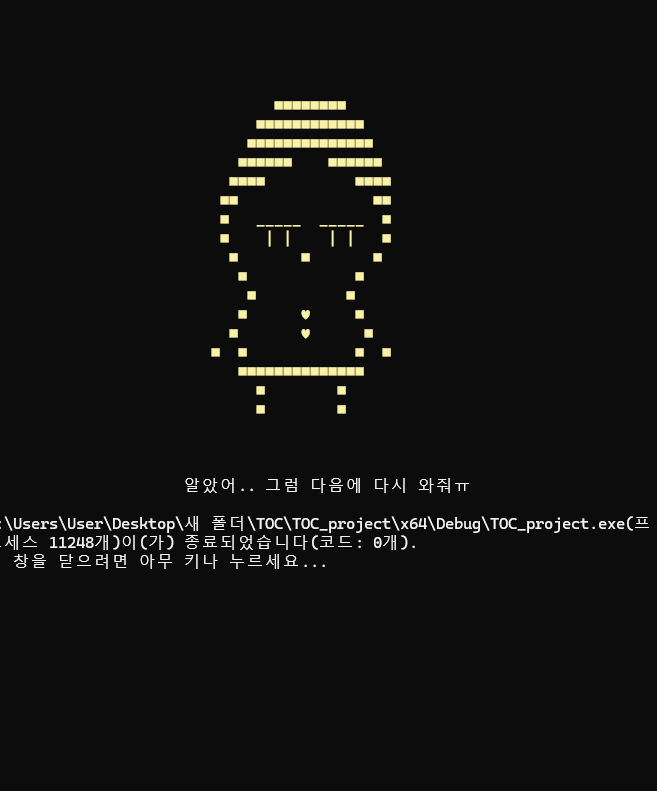 알았어.. 그럼 다음에 다시 와줘ㅠ
:\Users\User\Desktop\새 폴더\TOC\TOC_project\x64\Debug\TOC_project.exe(프
세스 11248개)이(가) 종료되었습니다(코드: 0개).
창을 닫으려면 아무 키나 누르세요...